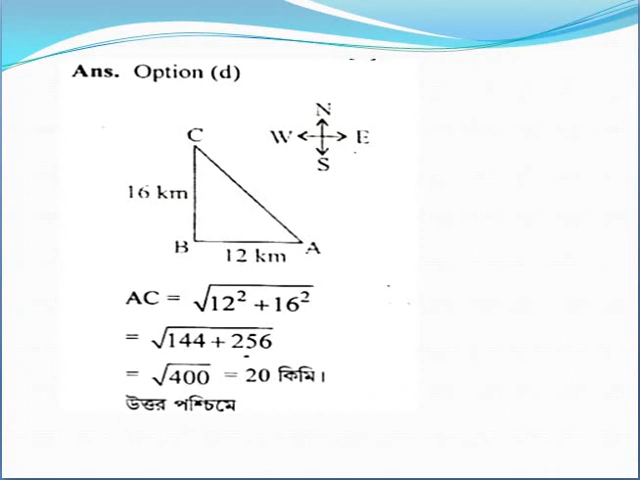 Ans. Option (d)
N
C
W E
S
16 km
B A
12 km
AC = √12² + 16²
= √144 + 256
= √400 = 20 কিমি।
উত্তর পশ্চিমে